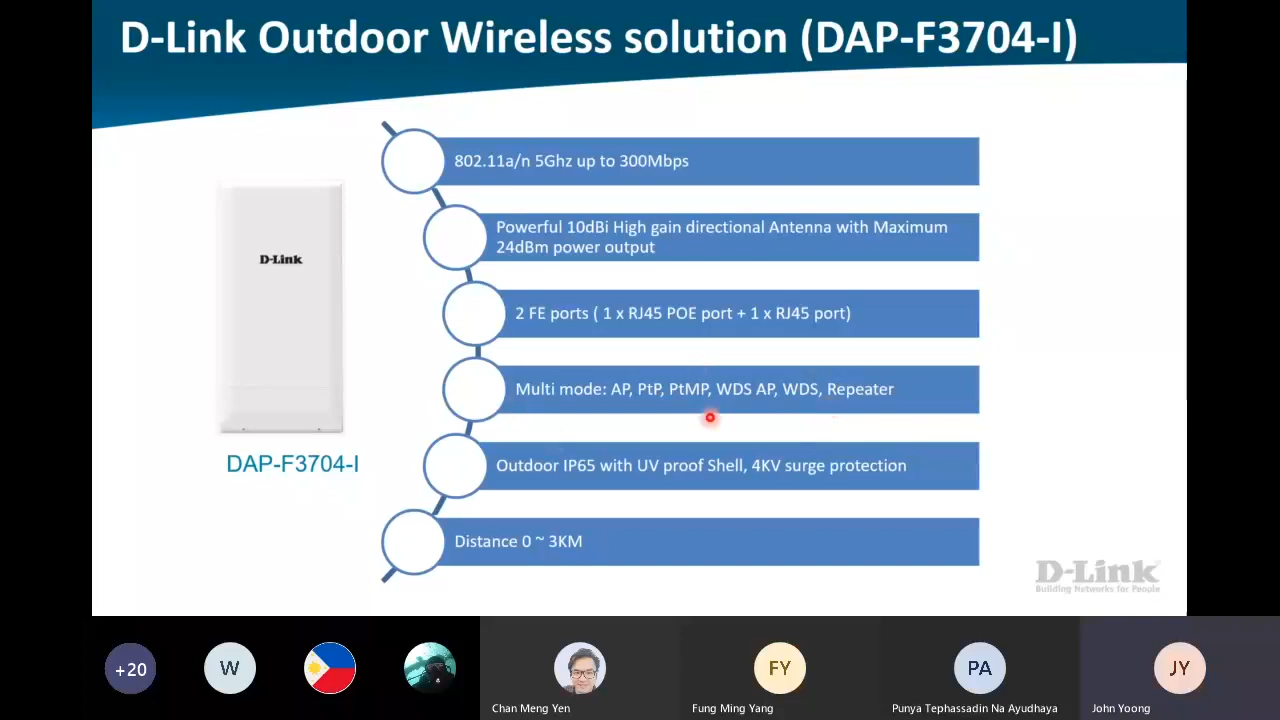 D-Link Outdoor Wireless solution (DAP-F3704-I)
802.11a/n 5Ghz up to 300Mbps
Powerful 10dBi High gain directional Antenna with Maximum
24dBm power output
D-Link
2 FE ports ( 1 x RJ45 POE port + 1 x RJ45 port)
Multi mode: AP, PtP, PtMP, WDS AP, WDS, Repeater
DAP-F3704-I
Outdoor IP65 with UV proof Shell, 4KV surge protection
Distance 0 ~ 3KM
D-Link
Building Networks for People
+20
W
FY
PA
JY
Chan Meng Yen
Fung Ming Yang
Punya Tephassadin Na Ayudhaya
John Yoong